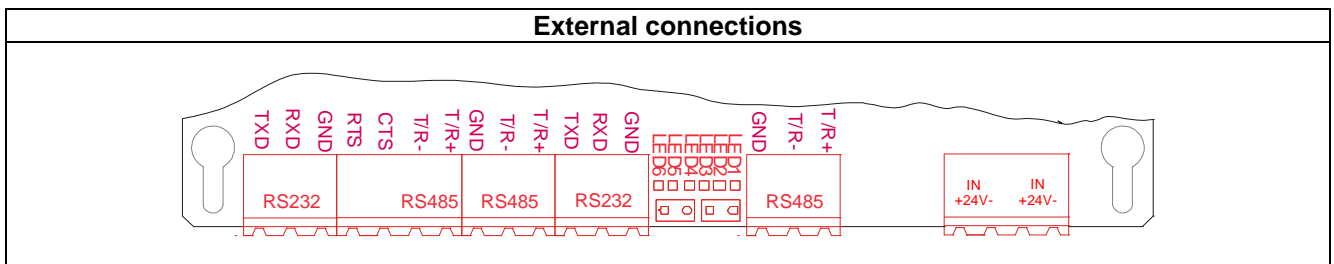 External connections
TXD RXD GND RTS CTS T/R- T/R+ GND T/R- T/R+ TXD RXD GND LED6 LED5 LED4 LED3 LED2 LED1 GND T/R- T/R+
RS232 RS485 RS485 RS232 RS485
IN IN
+24V- +24V-